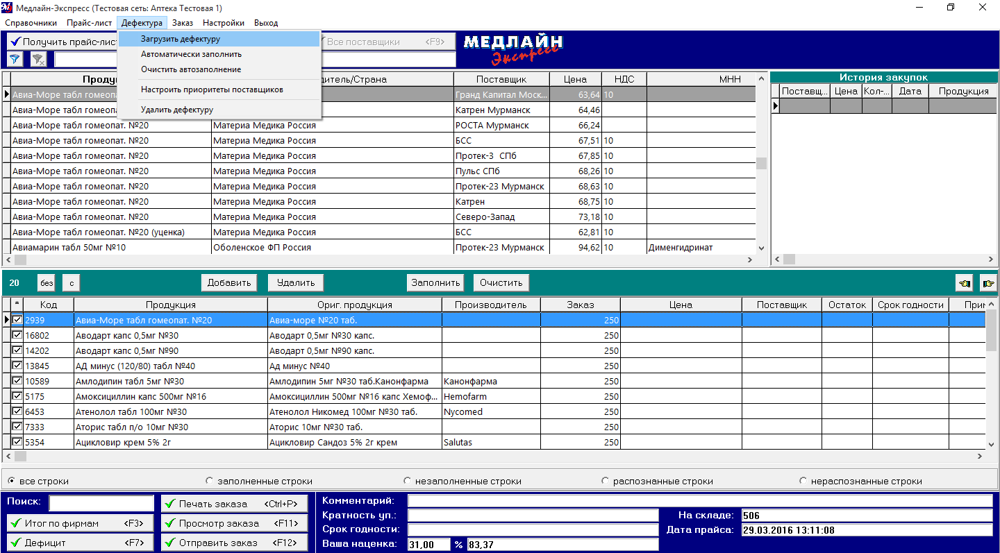 Медлайн-Экспресс (Тестовая сеть: Аптека Тестовая 1)
Справочники Прайс-лист Дефектура Заказ Настройки Выход
Загрузить дефектуру
Автоматически заполнить
Очистить автозаполнение
Настроить приоритеты поставщиков
Удалить дефектуру
Получить прайс-лис Все поставщики <F9>
МЕДЛАЙН
Экспресс
Проду дитель/Страна Поставщик Цена НДС МНН
Авиа-Море табл гомеопа Гранд Капитал Моск... 63,64 10
Авиа-Море табл гомеопа Катрен Мурманск 64,46
Авиа-Море табл гомеопат. №20 Материа Медика Россия РОСТА Мурманск 66,24
Авиа-Море табл гомеопат. №20 Материа Медика Россия БСС 67,51 10
Авиа-Море табл гомеопат. №20 Материа Медика Россия Протек-3 СПб 67,85 10
Авиа-Море табл гомеопат. №20 Материа Медика Россия Пульс СПб 68,26 10
Авиа-Море табл гомеопат. №20 Материа Медика Россия Протек-23 Мурманск 68,63 10
Авиа-Море табл гомеопат. №20 Материа Медика Россия Катрен 68,75 10
Авиа-Море табл гомеопат. №20 Материа Медика Россия Северо-Запад 73,18 10
Авиа-Море табл гомеопат. №20 (уценка) Материа Медика Россия БСС 62,81 10
Авиамарин табл 50мг №10 Оболенское ФП Россия Протек-23 Мурманск 94,62 10 Дименгидринат
История закупок
Поставщ... Цена Кол-... Дата Продукция
20 без с Добавить Удалить Заполнить Очистить
* Код Продукция Ориг. продукция Производитель Заказ Цена Поставщик Остаток Срок годности Прим
2939 Авиа-Море табл гомеопат. №20 Авиа-море №20 таб. 250
16802 Аводарт капс 0,5мг №30 Аводарт 0,5мг №30 капс. 250
14202 Аводарт капс 0,5мг №90 Аводарт 0,5мг №90 капс. 250
13845 АД минус (120/80) табл №40 Ад минус №40 250
10589 Амлодипин табл 5мг №30 Амлодипин 5мг №30 таб.Канонфарма Канонфарма 250
5175 Амоксициллин капс 500мг №16 Амоксициллин 500мг №16 капс Хемоф... Hemofarm 250
6453 Атенолол табл 100мг №30 Атенолол Никомед 100мг №30 таб. Nycomed 250
7333 Аторис табл п/о 10мг №30 Аторис 10мг №30 таб. 250
5354 Ацикловир крем 5% 2г Ацикловир Сандоз 5% 2г крем Salutas 250
все строки заполненные строки незаполненные строки распознанные строки нераспознанные строки
Поиск: Печать заказа <Ctrl+P> Комментарий:
Итог по фирмам <F3> Просмотр заказа <F11> Кратность уп.: На складе: 506
Срок годности: Дата прайса: 29.03.2016 13:11:08
Дефицит <F7> Отправить заказ <F12> Ваша наценка: 31,00 % 83,37